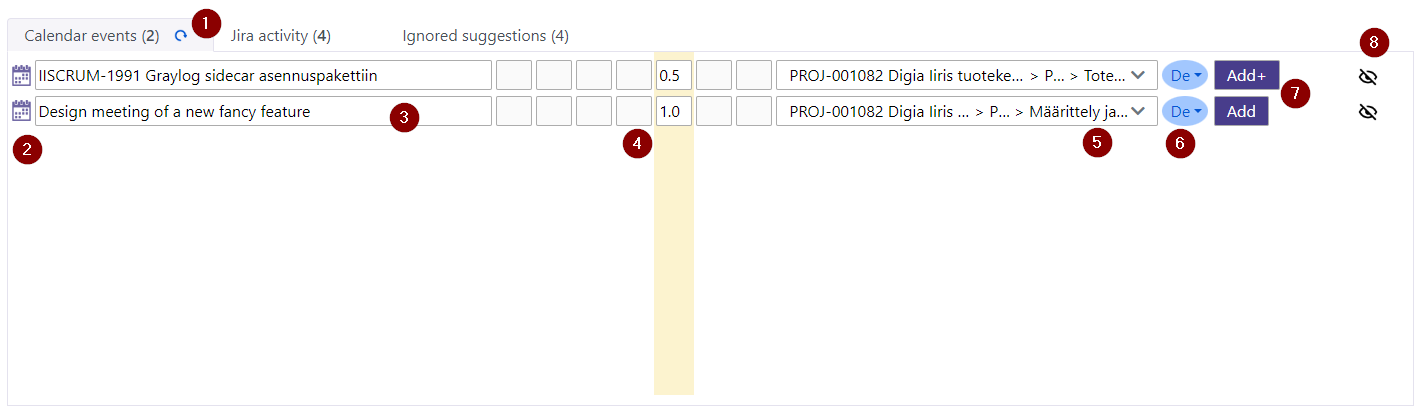 Calendar events (2) 1 Jira activity (4) Ignored suggestions (4)
8
IISCRUM-1991 Graylog sidecar asennuspakettiin 0.5 PROJ-001082 Digia Iiris tuoteke... > P... > Tote... De Add+
7
Design meeting of a new fancy feature 3 1.0 PROJ-001082 Digia Iiris ... > P... > Määrittely ja... De Add
2 4 5 6